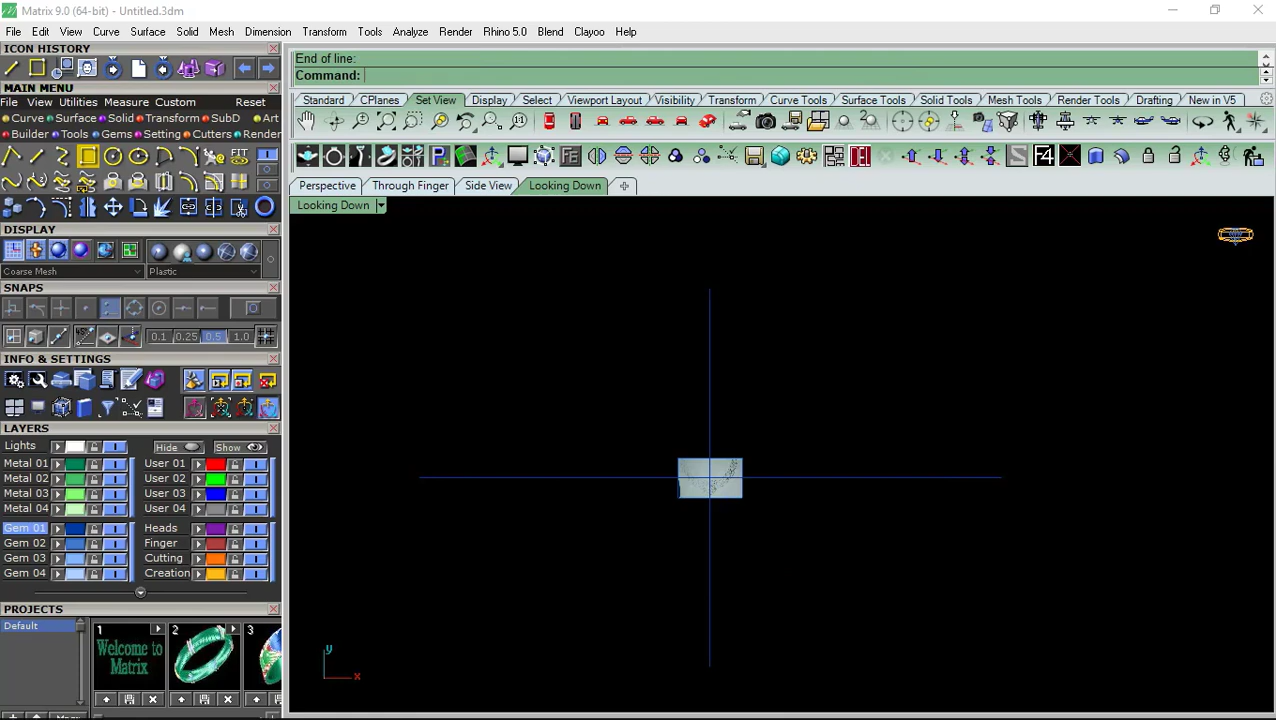 Matrix 9.0 (64-bit) - Untitled.3dm
File Edit View Curve Surface Solid Mesh Dimension Transform Tools Analyze Render Rhino 5.0 Blend Clayoo Help
ICON HISTORY
End of line:
Command:
MAIN MENU
File View Utilities Measure Custom Reset
Standard CPlanes Set View Display Select Viewport Layout Visibility Transform Curve Tools Surface Tools Solid Tools Mesh Tools Render Tools Drafting New in V5
Curve Surface Solid Transform SubD Art
Builder Tools Gems Setting Cutters Render
FIT
F4
Perspective Through Finger Side View Looking Down
Looking Down
DISPLAY
Coarse Mesh Plastic
SNAPS
0.1 0.25 0.5 1.0
INFO & SETTINGS
LAYERS
Lights Hide Show
Metal 01 User 01
Metal 02 User 02
Metal 03 User 03
Metal 04 User 04
Gem 01 Heads
Gem 02 Finger
Gem 03 Cutting
Gem 04 Creation
PROJECTS
Default
1 2 3
Welcome to
Matrix
y
x